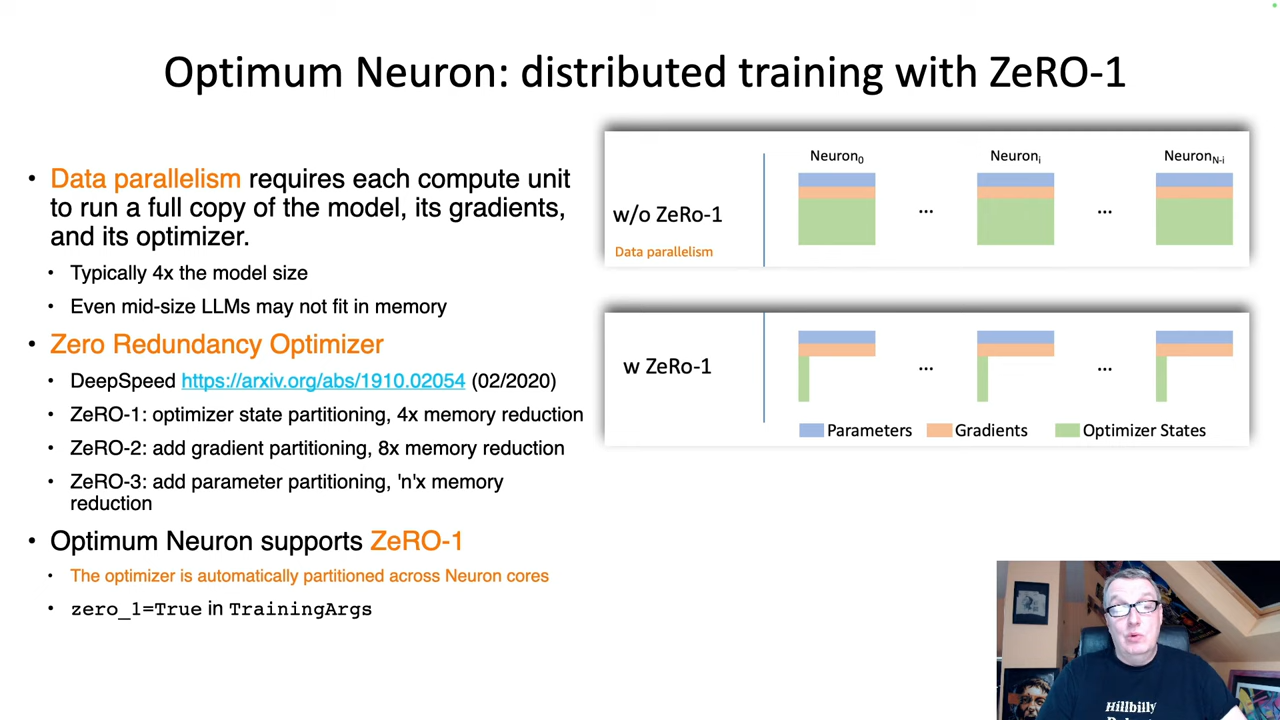 Optimum Neuron: distributed training with ZeRO-1
• Data parallelism requires each compute unit
to run a full copy of the model, its gradients,
and its optimizer.
• Typically 4x the model size
• Even mid-size LLMs may not fit in memory
• Zero Redundancy Optimizer
• DeepSpeed https://arxiv.org/abs/1910.02054 (02/2020)
• ZeRO-1: optimizer state partitioning, 4x memory reduction
• ZeRO-2: add gradient partitioning, 8x memory reduction
• ZeRO-3: add parameter partitioning, 'n'x memory
reduction
• Optimum Neuron supports ZeRO-1
• The optimizer is automatically partitioned across Neuron cores
• zero_1=True in TrainingArgs
Neuron0 Neuroni NeuronN-i
w/o ZeRo-1
... ...
Data parallelism
w ZeRo-1
... ...
Parameters Gradients Optimizer States
Hillbilly